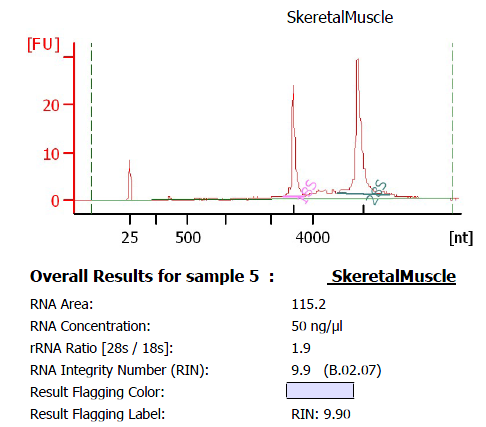 SkeretalMuscle
[FU]
20
10
0
18S
28S
25
500
4000
[nt]
Overall Results for sample 5 : SkeretalMuscle
RNA Area: 115.2
RNA Concentration: 50 ng/µl
rRNA Ratio [28s / 18s]: 1.9
RNA Integrity Number (RIN): 9.9 (B.02.07)
Result Flagging Color:
Result Flagging Label: RIN: 9.90